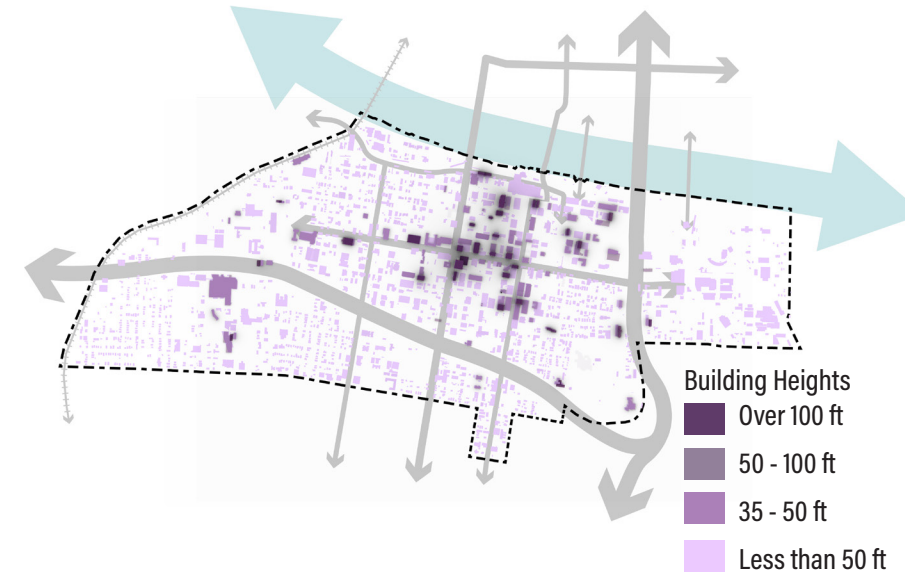 Building Heights
Over 100 ft
50 - 100 ft
35 - 50 ft
Less than 50 ft